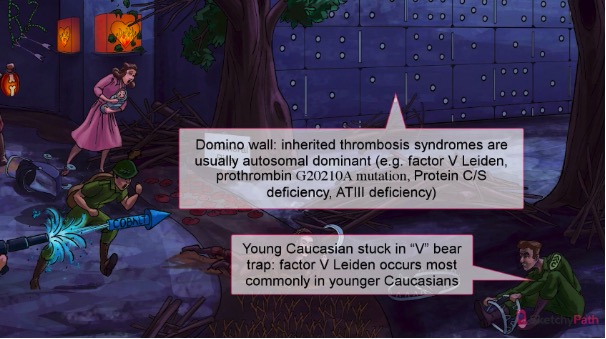 Domino wall: inherited thrombosis syndromes are
usually autosomal dominant (e.g. factor V Leiden,
prothrombin G20210A mutation, Protein C/S
deficiency, ATIII deficiency)
Young Caucasian stuck in “V” bear
trap: factor V Leiden occurs most
commonly in younger Caucasians
SketchyPath